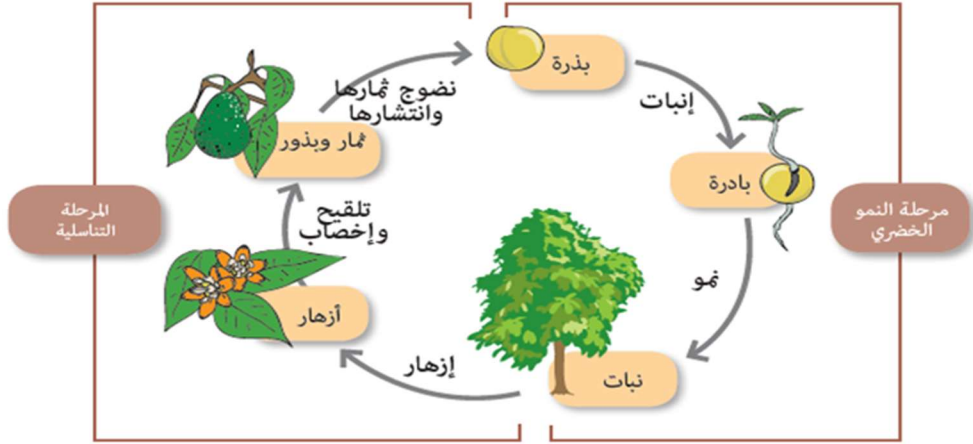 بذرة
إنبات
بادرة
مرحلة النمو
الخضري
نمو
نبات
إزهار
أزهار
تلقيح
وإخصاب
المرحلة
التناسلية
ثمار وبذور
نضوج ثمارها
وانتشارها